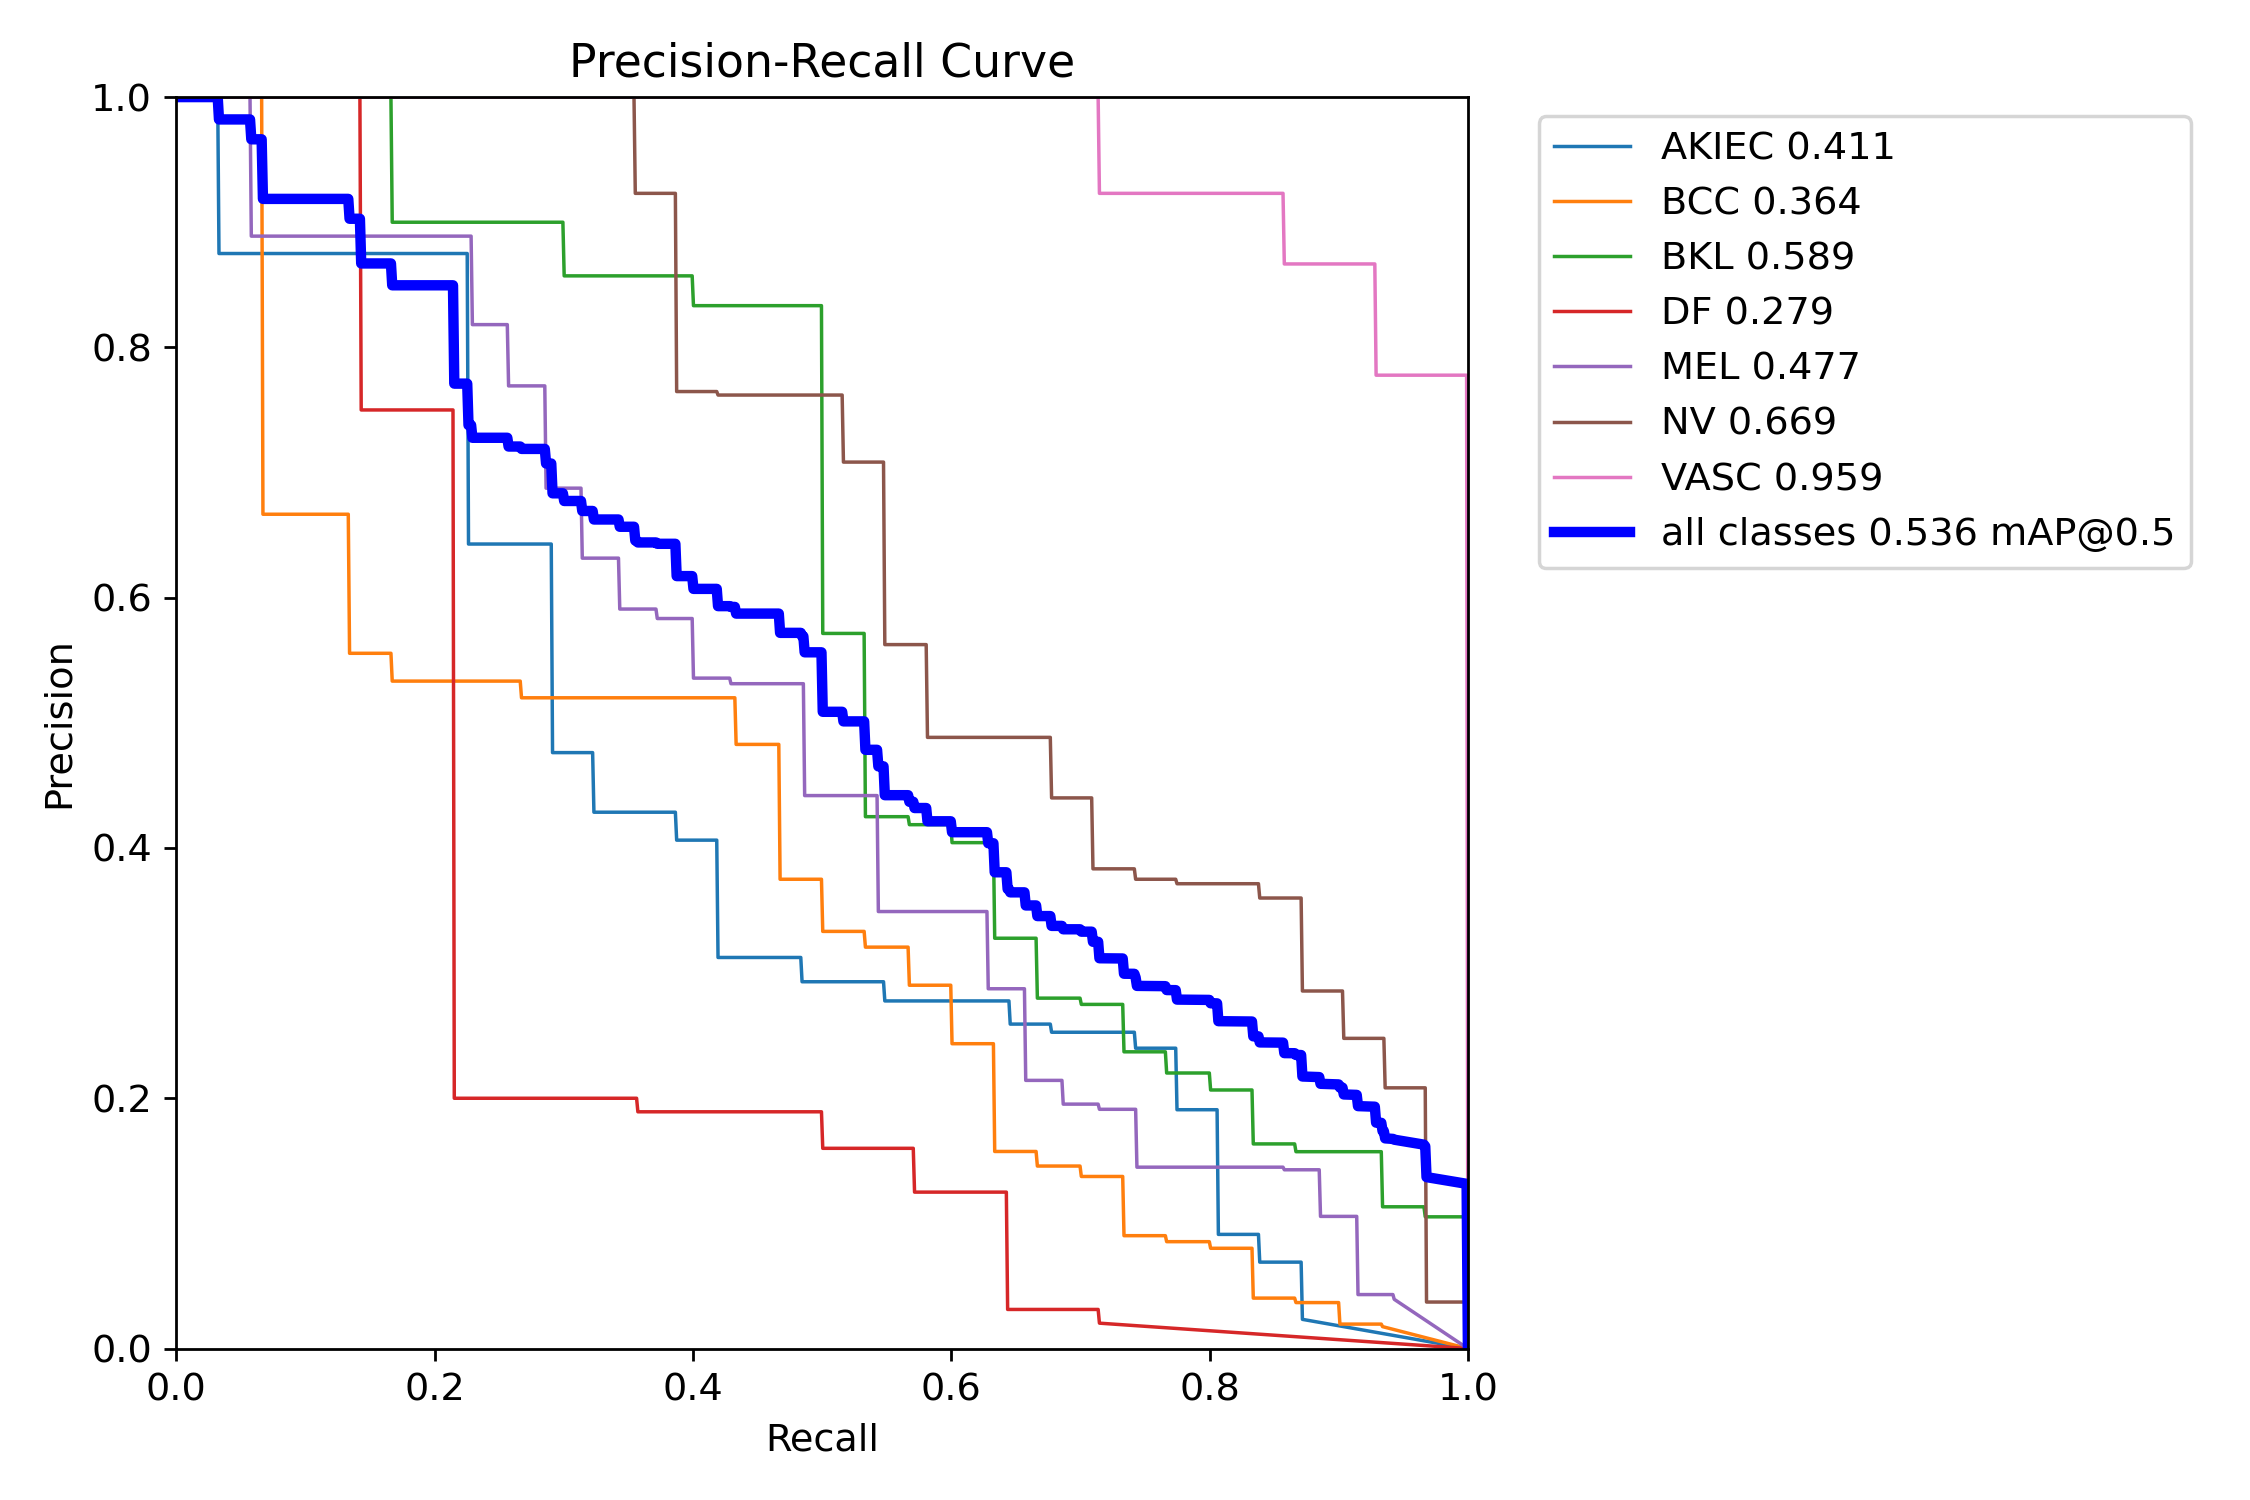 Precision-Recall Curve
1.0
0.8
0.6
0.4
0.2
0.0
Precision
0.0 0.2 0.4 0.6 0.8 1.0
Recall
AKIEC 0.411
BCC 0.364
BKL 0.589
DF 0.279
MEL 0.477
NV 0.669
VASC 0.959
all classes 0.536 mAP@0.5